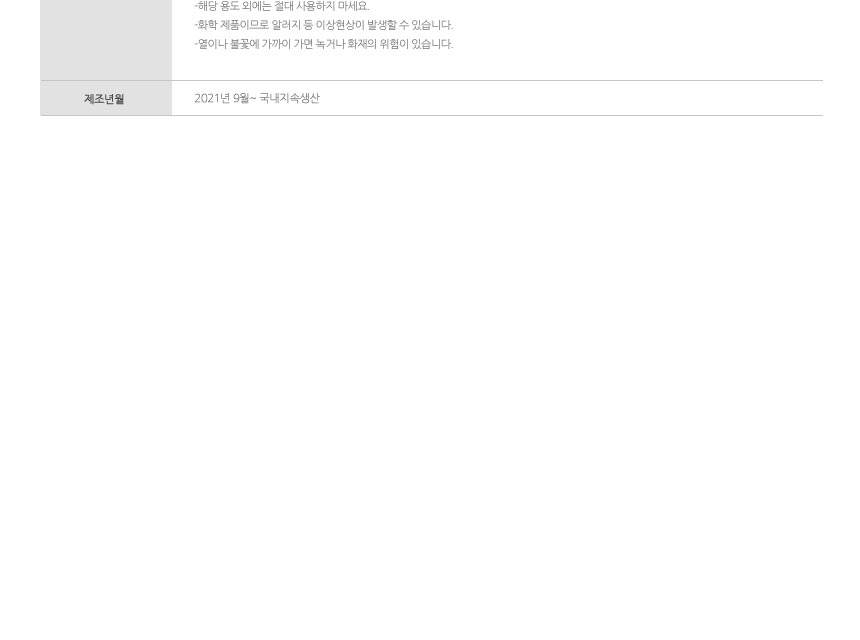 -해당 용도 외에는 절대 사용하지 마세요.
-화학 제품이므로 알러지 등 이상현상이 발생할 수 있습니다.
-열이나 불꽃에 가까이 가면 녹거나 화재의 위험이 있습니다.
제조년월 2021년 9월~ 국내지속생산